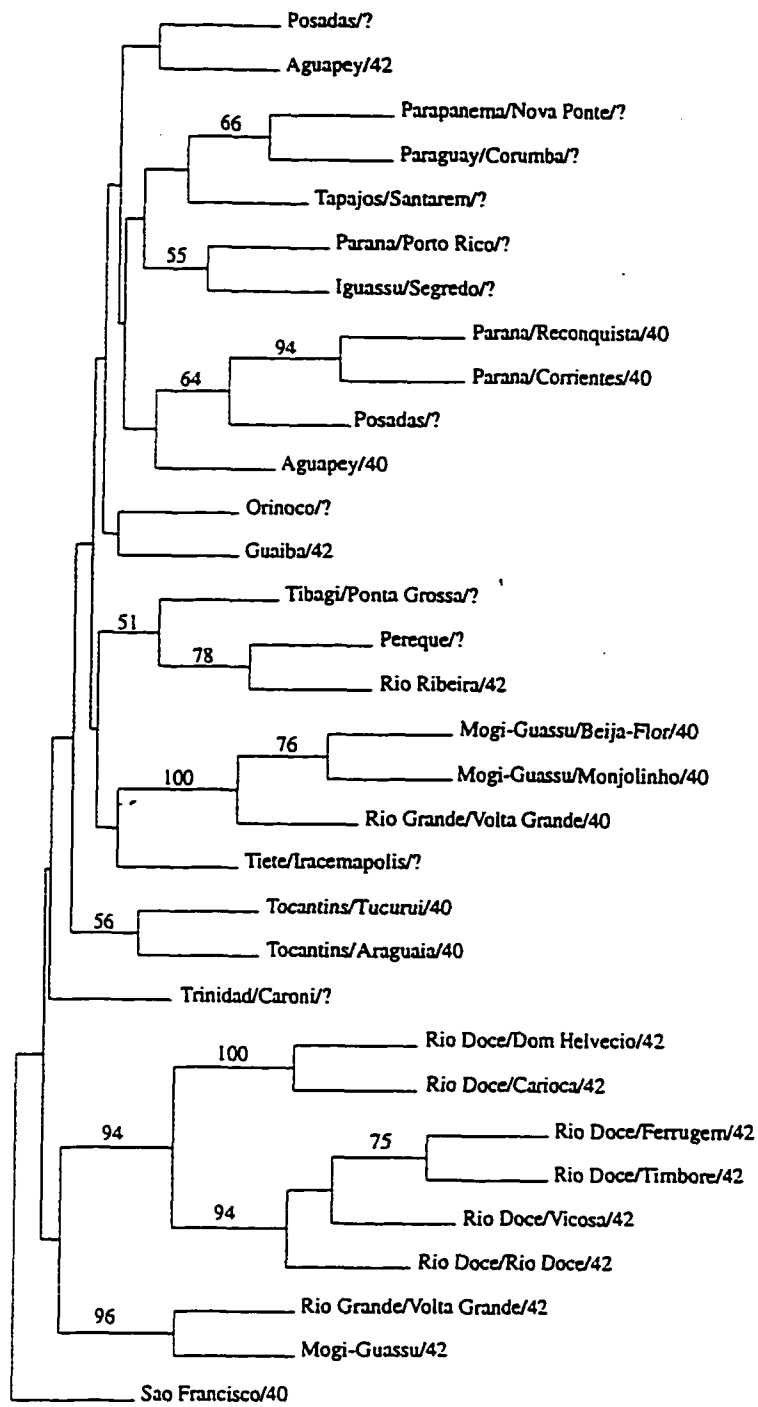 Posadas/?
Aguapey/42
66
Parapanema/Nova Ponte/?
Paraguay/Corumba/?
Tapajos/Santarem/?
55
Parana/Porto Rico/?
Iguassu/Segredo/?
94
Parana/Reconquista/40
64
Parana/Corrientes/40
Posadas/?
Aguapey/40
Orinoco/?
Guaiba/42
Tibagi/Ponta Grossa/?
51
Pereque/?
78
Rio Ribeira/42
76
Mogi-Guassu/Beija-Flor/40
100
Mogi-Guassu/Monjolinho/40
Rio Grande/Volta Grande/40
Tiete/Iracemapolis/?
56
Tocantins/Tucurui/40
Tocantins/Araguaia/40
Trinidad/Caroni/?
100
Rio Doce/Dom Helvecio/42
Rio Doce/Carioca/42
94
75
Rio Doce/Ferrugem/42
Rio Doce/Timbore/42
94
Rio Doce/Vicosa/42
Rio Doce/Rio Doce/42
96
Rio Grande/Volta Grande/42
Mogi-Guassu/42
Sao Francisco/40